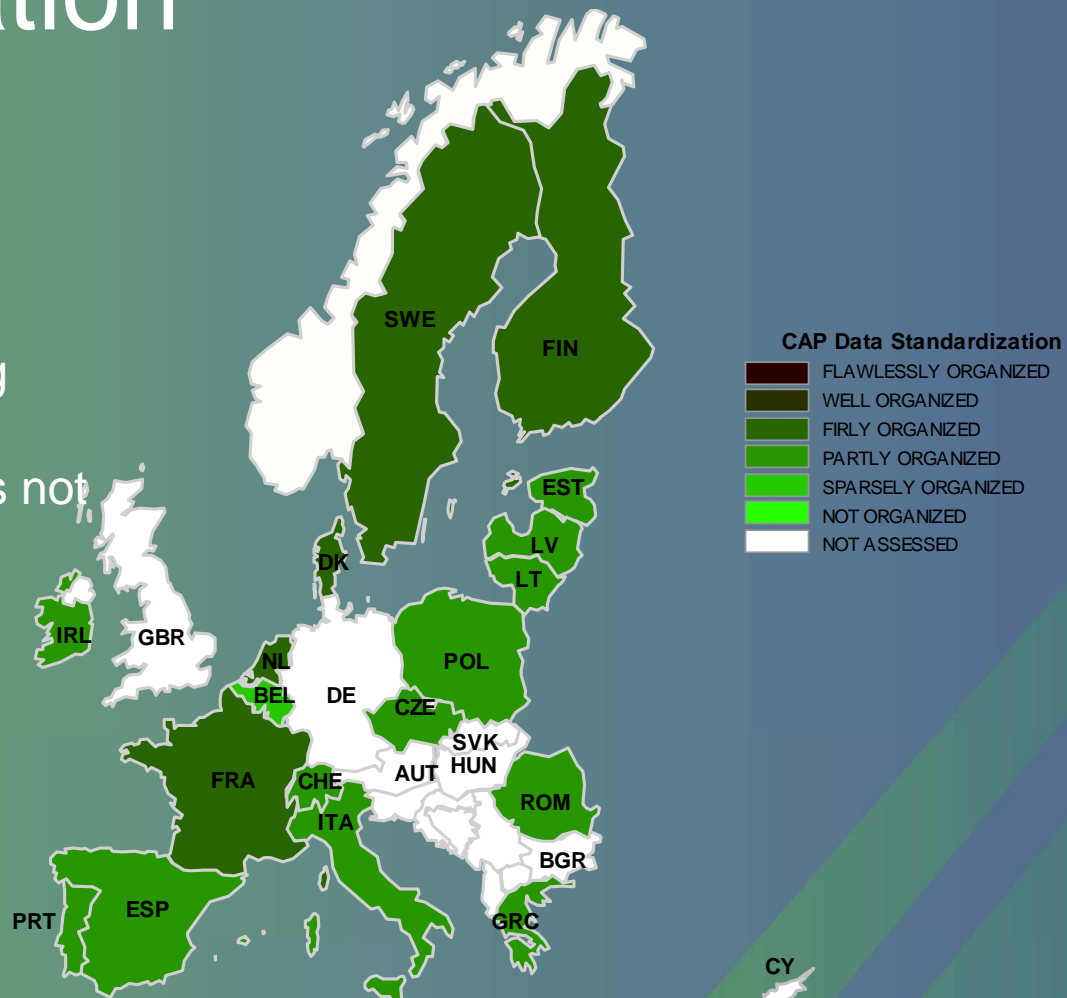 ation
g
s not
SWE
FIN
CAP Data Standardization
FLAWLESSLY ORGANIZED
WELL ORGANIZED
FIRLY ORGANIZED
PARTLY ORGANIZED
SPARSELY ORGANIZED
NOT ORGANIZED
NOT ASSESSED
EST
LV
LT
DK
IRL
GBR
NL
BEL
DE
POL
CZE
SVK
HUN
AUT
FRA
CHE
ITA
ROM
BGR
PRT
ESP
GRC
CY